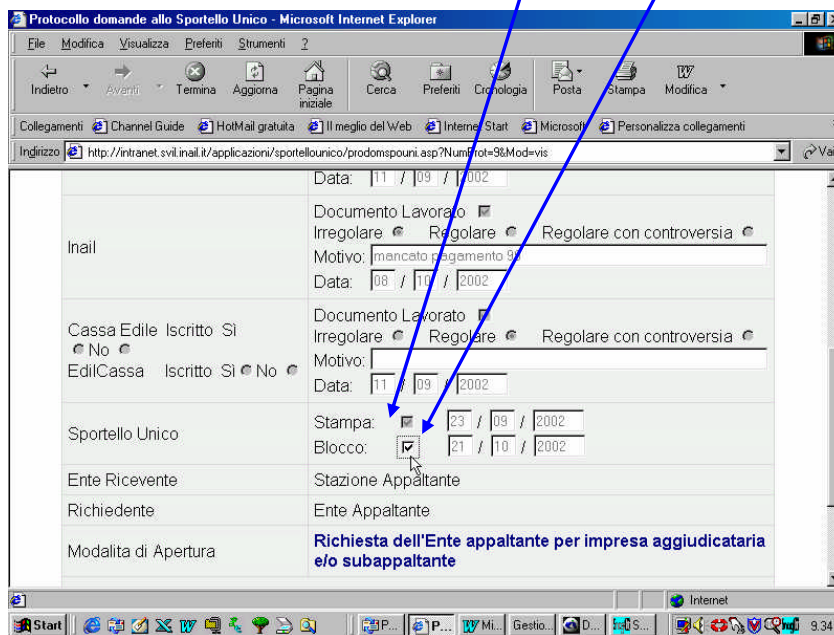 Protocollo domande allo Sportello Unico - Microsoft Internet Explorer
File Modifica Visualizza Preferiti Strumenti ?
Indietro Avanti Termina Aggiorna Pagina iniziale Cerca Preferiti Cronologia Posta Stampa Modifica
Collegamenti Channel Guide HotMail gratuita Il meglio del Web Internet Start Microsoft Personalizza collegamenti
Indirizzo http://intranet.svil.inail.it/applicazioni/sportellounico/prodomspouni.asp?NumProt=9&Mod=vis Vai
Data: 11 / 09 / 2002
Inail
Documento Lavorato
Irregolare Regolare Regolare con controversia
Motivo: mancato pagamento 99
Data: 08 / 10 / 2002
Cassa Edile Iscritto Sì
No
EdilCassa Iscritto Sì No
Documento Lavorato
Irregolare Regolare Regolare con controversia
Motivo:
Data: 11 / 09 / 2002
Sportello Unico
Stampa: 23 / 09 / 2002
Blocco: 21 / 10 / 2002
Ente Ricevente Stazione Appaltante
Richiedente Ente Appaltante
Modalita di Apertura
Richiesta dell'Ente appaltante per impresa aggiudicataria
e/o subappaltante
Internet
Start P... P... Mi... Gestio... D... S... 9.34